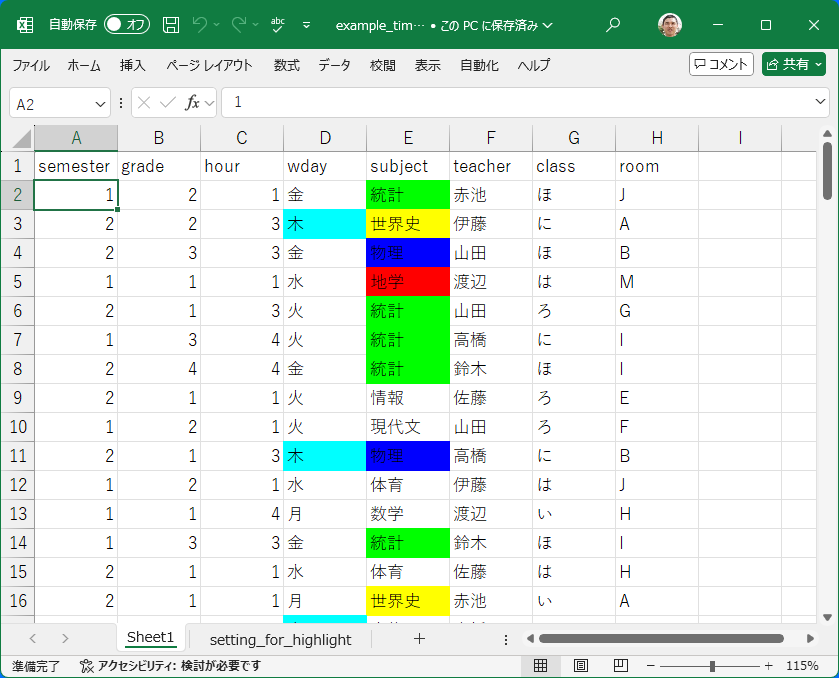 自動保存 オフ abc example_tim… • この PC に保存済み
ファイル ホーム 挿入 ページ レイアウト 数式 データ 校閲 表示 自動化 ヘルプ コメント 共有
A2 fx 1
A B C D E F G H I
1 semester grade hour wday subject teacher class room
2 1 2 1 金 統計 赤池 ほ J
3 2 2 3 木 世界史 伊藤 に A
4 2 3 3 金 物理 山田 ほ B
5 1 1 1 水 地学 渡辺 は M
6 2 1 3 火 統計 山田 ろ G
7 1 3 4 火 統計 高橋 に I
8 2 4 4 金 統計 鈴木 ほ I
9 2 1 1 火 情報 佐藤 ろ E
10 1 2 1 火 現代文 山田 ろ F
11 2 1 3 木 物理 高橋 に B
12 1 2 1 水 体育 伊藤 は J
13 1 1 4 月 数学 渡辺 い H
14 1 3 3 金 統計 鈴木 ほ I
15 2 1 1 水 体育 佐藤 は H
16 2 1 1 月 世界史 赤池 い A
Sheet1 setting_for_highlight
準備完了 アクセシビリティ: 検討が必要です 115%